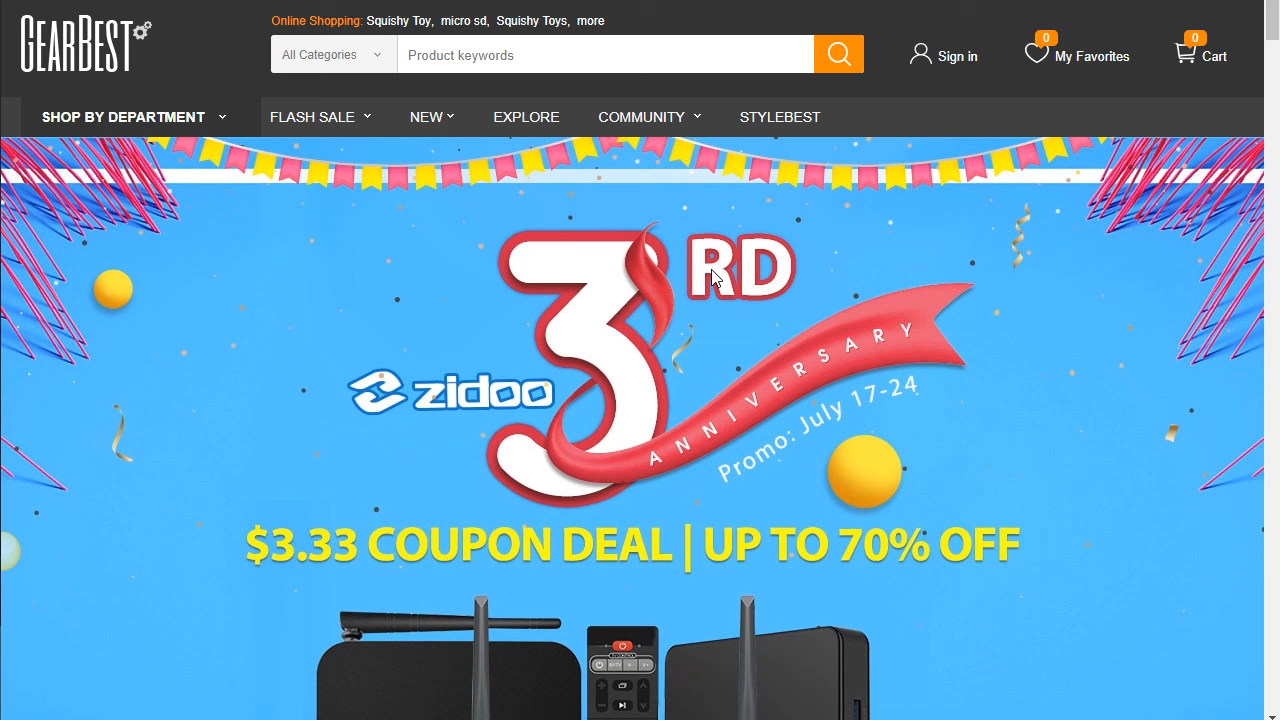 GEARBEST
Online Shopping: Squishy Toy, micro sd, Squishy Toys, more
All Categories
Product keywords
Sign in
0
My Favorites
0
Cart
SHOP BY DEPARTMENT
FLASH SALE
NEW
EXPLORE
COMMUNITY
STYLEBEST
3RD
zidoo
ANNIVERSARY
Promo: July 17-24
$3.33 COUPON DEAL | UP TO 70% OFF